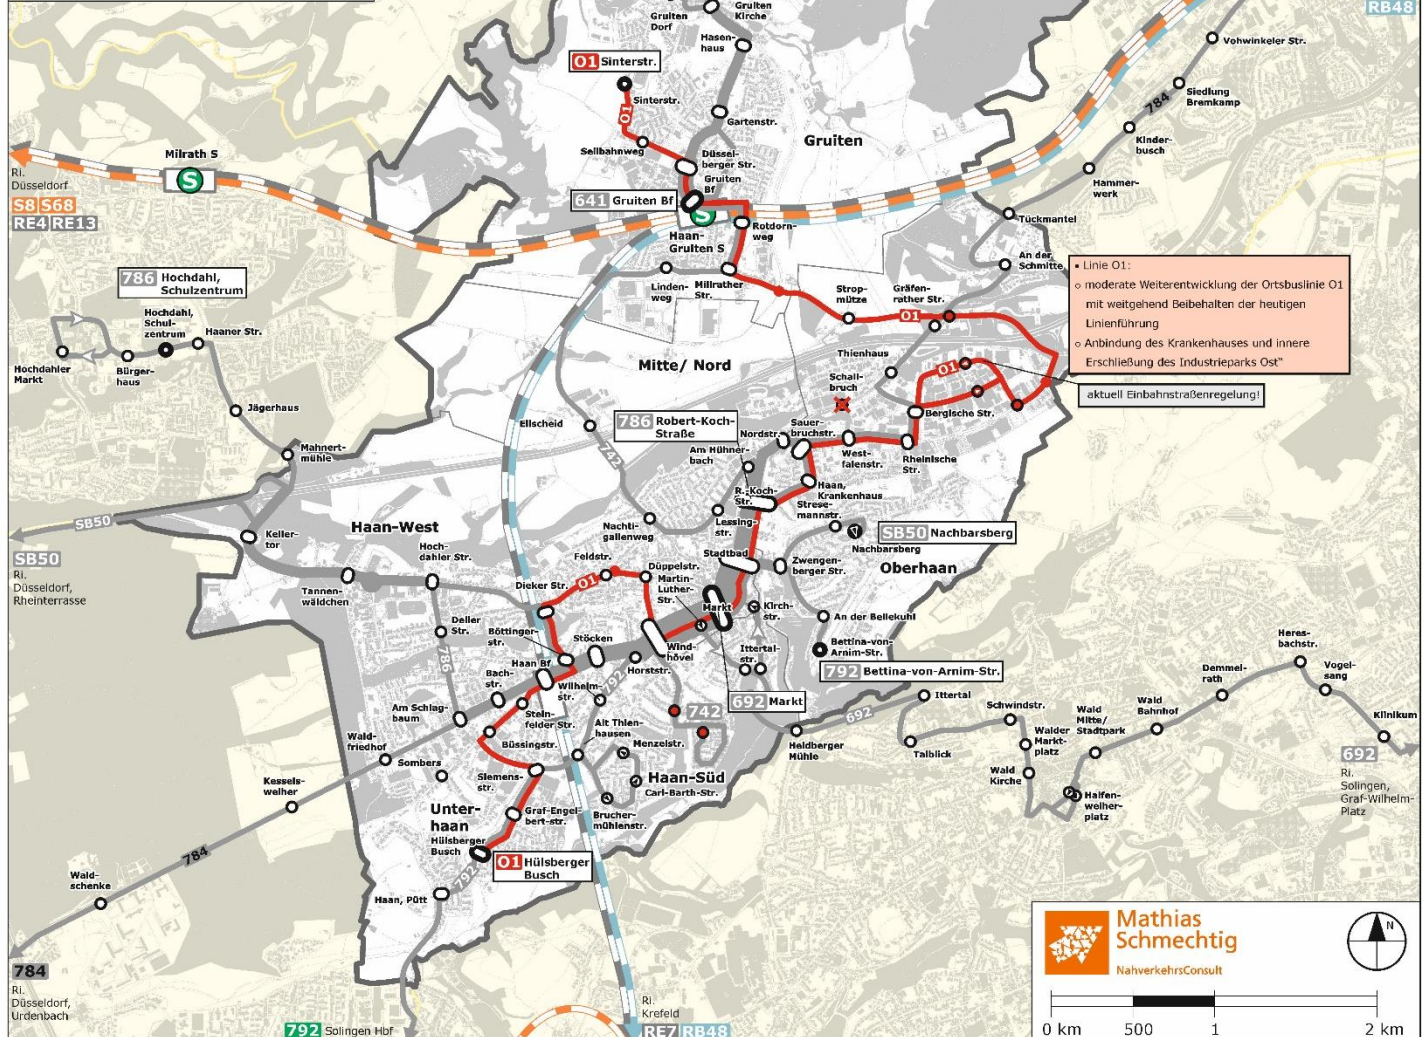 RB48
Gruiten
Dorf
Gruiten
Kirche
Hasen-
haus
Vohwinkeler Str.
O1 Sinterstr.
Sinterstr.
O1
Siedlung
Bremkamp
784
Gartenstr.
Gruiten
Kinder-
busch
Sellbahnweg
Düssel-
berger Str.
Milrath S
S
Ri.
Düsseldorf
S8 S68
RE4 RE13
Gruiten
Bf
641 Gruiten Bf
S
Haan-
Gruiten S
Rotdorn-
weg
Hammer-
werk
Tückmantel
An der
Schmitte
786 Hochdahl,
Schulzentrum
Linden-
weg
Millrather
Str.
Strop-
mütze
Gräfen-
rather Str.
O1
• Linie O1:
○ moderate Weiterentwicklung der Ortsbuslinie O1
mit weitgehend Beibehalten der heutigen
Linienführung
○ Anbindung des Krankenhauses und innere
Erschließung des Industrieparks Ost"
aktuell Einbahnstraßenregelung!
Hochdahl,
Schul-
zentrum
Haaner Str.
Hochdahler
Markt
Bürger-
haus
Jägerhaus
Mitte/ Nord
Thienhaus
Schall-
bruch
O1
Bergische Str.
Ellscheid
786 Robert-Koch-
Straße
Nordstr.
Sauer-
bruchstr.
West-
falenstr.
Rheinische
Str.
Mahnert-
mühle
742
Am Hühner-
bach
Haan,
Krankenhaus
R.-Koch-
Str.
Strese-
mannstr.
SB50
Haan-West
Nachti-
gallenweg
Lessing-
str.
Nachbarsberg
SB50 Nachbarsberg
Keller-
tor
Hoch-
dahler Str.
Stadtbad
Zwengen-
berger Str.
Oberhaan
SB50
Ri.
Düsseldorf,
Rheinterrasse
Tannen-
wäldchen
Dieker Str.
O1
Feldstr.
Düppelstr.
Martin-
Luther-
Str.
Markt
Kirch-
str.
An der Bellekuhl
Deller
Str.
Böttinger-
str.
Stöcken
Wind-
hövel
Ittertal-
str.
Bettina-von-
Arnim-Str.
792 Bettina-von-Arnim-Str.
786
Haan Bf
Horststr.
792
Bach-
str.
Wilhelm-
str.
692 Markt
742
Am Schlag-
baum
Stein-
felder Str.
Alt Thien-
hausen
692
Ittertal
Schwindstr.
Wald
Mitte/
Stadtpark
Wald
Bahnhof
Demmel-
rath
Heres-
bachstr.
Vogel-
sang
Klinikum
Wald-
friedhof
Büssingstr.
Menzelstr.
Heidberger
Mühle
Talblick
Walder
Markt-
platz
692
Ri.
Solingen,
Graf-Wilhelm-
Platz
Sombers
Siemens-
str.
Haan-Süd
Carl-Barth-Str.
Wald
Kirche
Kessels-
weiher
Unter-
haan
Graf-Engel-
bert-str.
Brucher-
mühlenstr.
Halfen-
weiher-
platz
Hülsberger
Busch
784
O1 Hülsberger
Busch
792
Wald-
schenke
Haan, Pütt
784
Ri.
Düsseldorf,
Urdenbach
792 Solingen Hbf
Ri.
Krefeld
RE7 RB48
Mathias
Schmechtig
NahverkehrsConsult
N
0 km 500 1 2 km